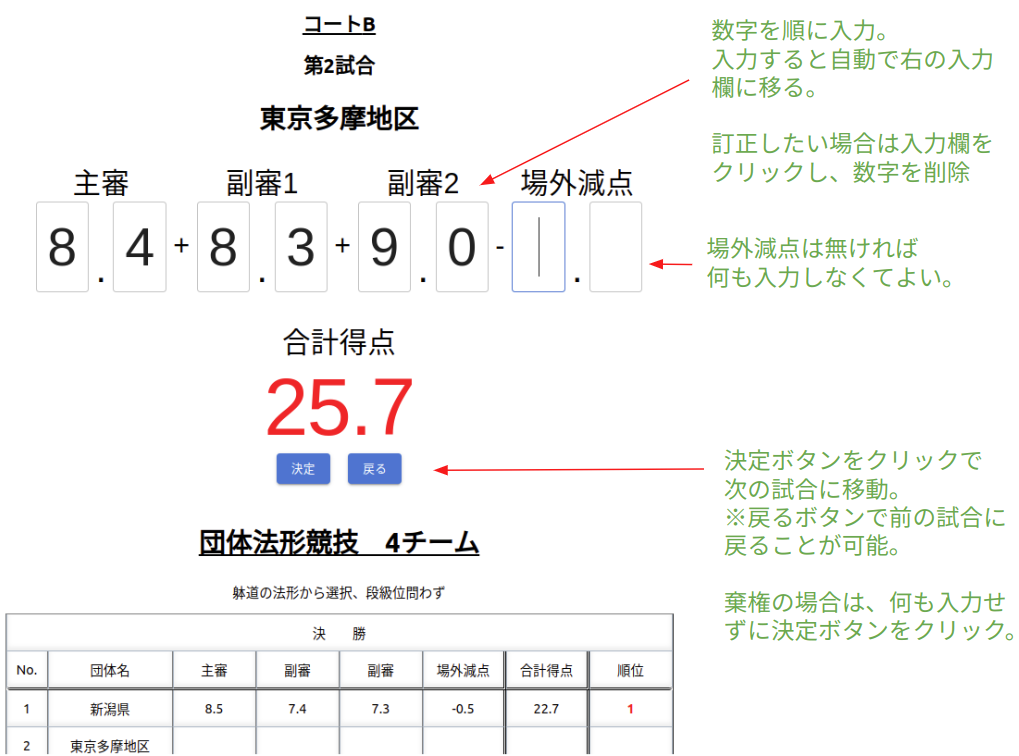 コートB
第2試合
東京多摩地区
主審 副審1 副審2 場外減点
8 . 4 + 8 . 3 + 9 . 0 - .
合計得点
25.7
決定 戻る
団体法形競技　4チーム
躰道の法形から選択、段級位問わず
決　勝
No. 団体名 主審 副審 副審 場外減点 合計得点 順位
1 新潟県 8.5 7.4 7.3 -0.5 22.7 1
2 東京多摩地区
数字を順に入力。
入力すると自動で右の入力
欄に移る。
訂正したい場合は入力欄を
クリックし、数字を削除
場外減点は無ければ
何も入力しなくてよい。
決定ボタンをクリックで
次の試合に移動。
※戻るボタンで前の試合に
戻ることが可能。
棄権の場合は、何も入力せ
ずに決定ボタンをクリック。